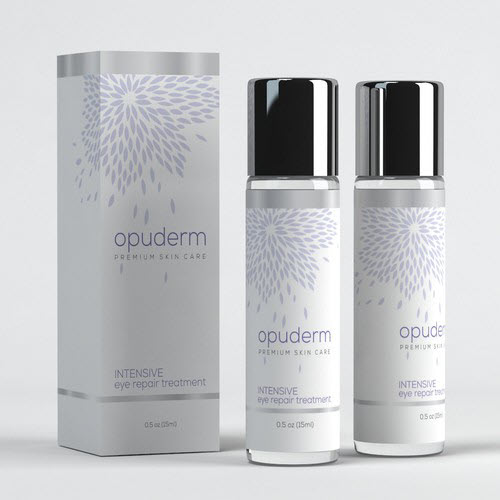 opuderm
PREMIUM SKIN CARE
INTENSIVE
eye repair treatment
0.5 oz (15ml)
opuderm
PREMIUM SKIN CARE
INTENSIVE
eye repair treatment
0.5 oz (15ml)
opuderm
PREMIUM SKIN
INTENSIVE
eye repair treatme
0.5 oz (15m